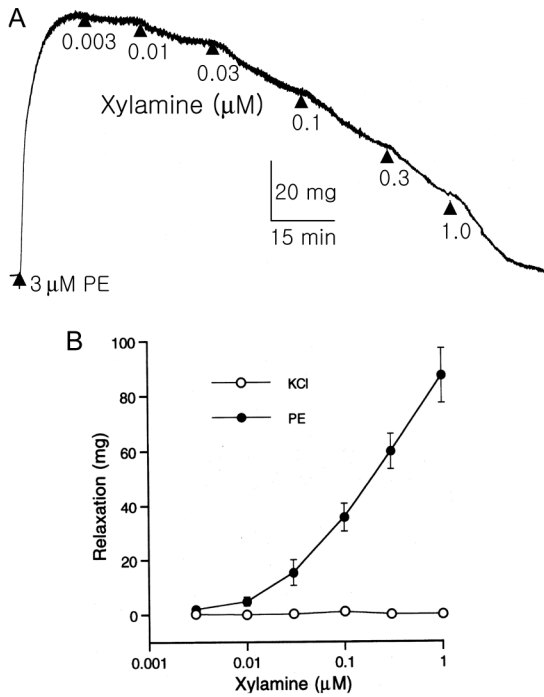 A
0.003
0.01
0.03
Xylamine (μM)
0.1
0.3
20 mg
1.0
15 min
3 μM PE
B
100
80
60
40
20
0
KCl
PE
Relaxation (mg)
0.001
0.01
0.1
1
Xylamine (μM)